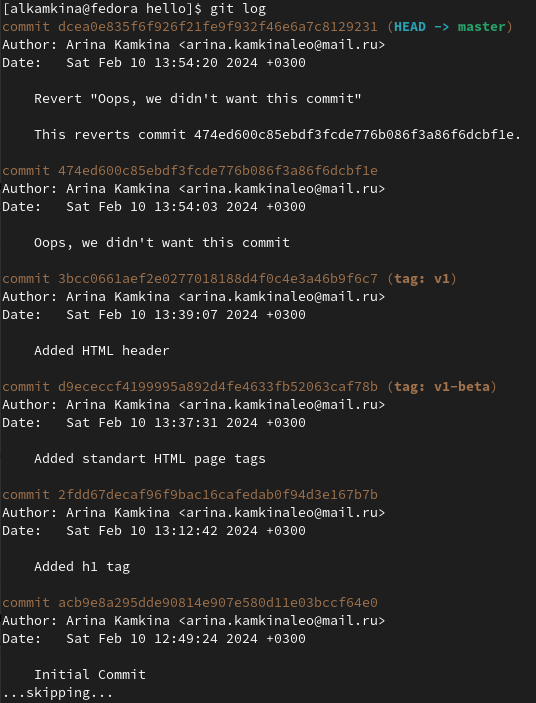 [alkamkina@fedora hello]$ git log
commit dcea0e835f6f926f21fe9f932f46e6a7c8129231 (HEAD -> master)
Author: Arina Kamkina <arina.kamkinaleo@mail.ru>
Date:   Sat Feb 10 13:54:20 2024 +0300
Revert "Oops, we didn't want this commit"
This reverts commit 474ed600c85ebdf3fcde776b086f3a86f6dcbf1e.
commit 474ed600c85ebdf3fcde776b086f3a86f6dcbf1e
Author: Arina Kamkina <arina.kamkinaleo@mail.ru>
Date:   Sat Feb 10 13:54:03 2024 +0300
Oops, we didn't want this commit
commit 3bcc0661aef2e0277018188d4f0c4e3a46b9f6c7 (tag: v1)
Author: Arina Kamkina <arina.kamkinaleo@mail.ru>
Date:   Sat Feb 10 13:39:07 2024 +0300
Added HTML header
commit d9ececcf4199995a892d4fe4633fb52063caf78b (tag: v1-beta)
Author: Arina Kamkina <arina.kamkinaleo@mail.ru>
Date:   Sat Feb 10 13:37:31 2024 +0300
Added standart HTML page tags
commit 2fdd67decaf96f9bac16cafedab0f94d3e167b7b
Author: Arina Kamkina <arina.kamkinaleo@mail.ru>
Date:   Sat Feb 10 13:12:42 2024 +0300
Added h1 tag
commit acb9e8a295dde90814e907e580d11e03bccf64e0
Author: Arina Kamkina <arina.kamkinaleo@mail.ru>
Date:   Sat Feb 10 12:49:24 2024 +0300
Initial Commit
...skipping...